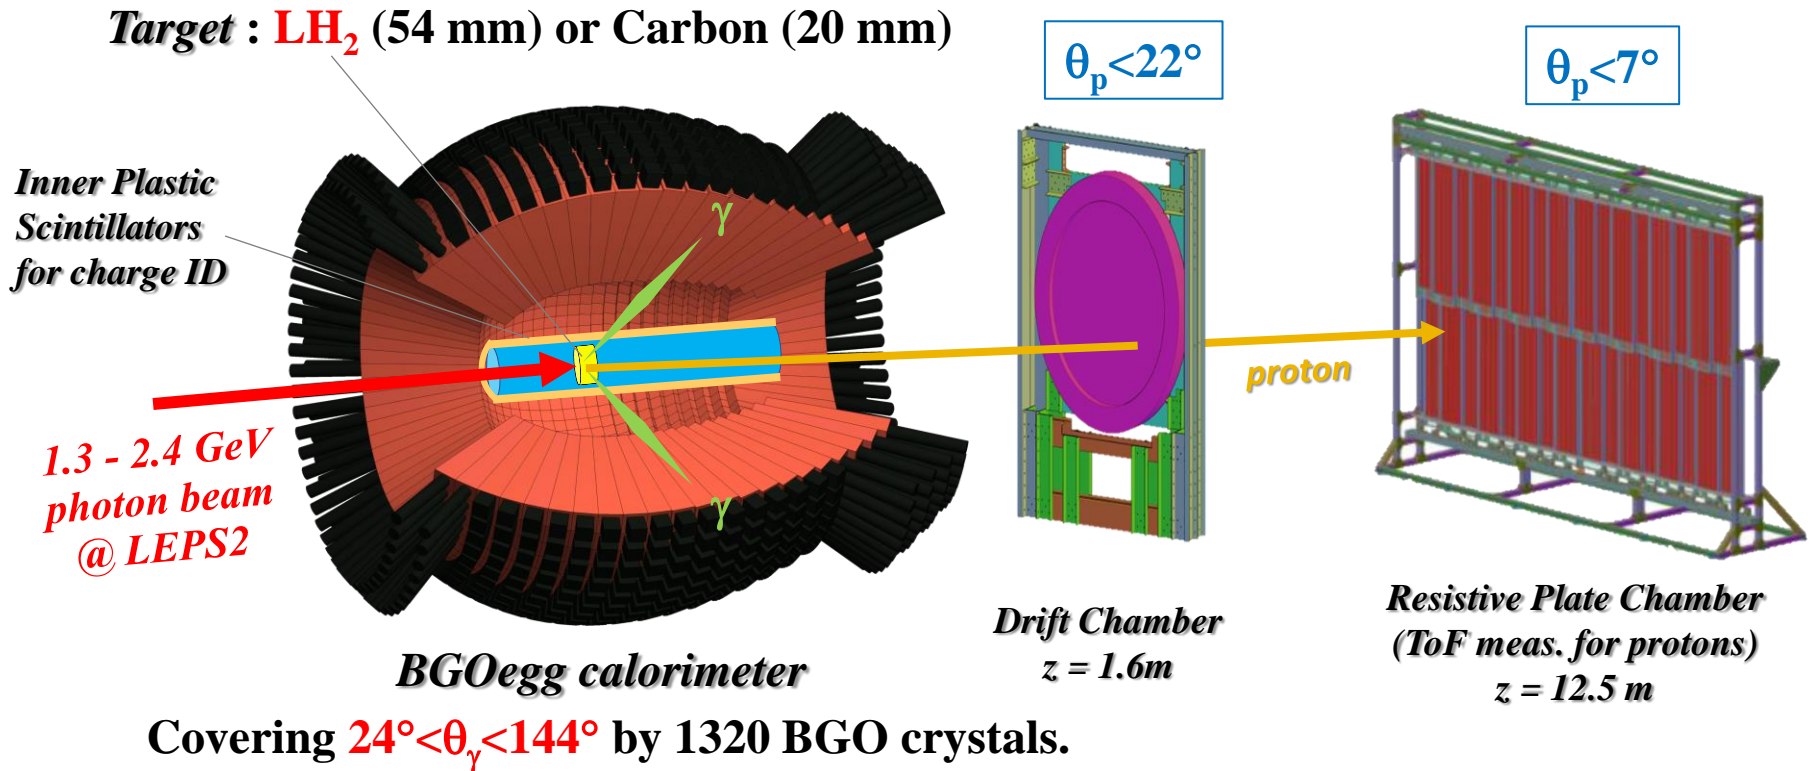 Target : LH₂ (54 mm) or Carbon (20 mm)
θₚ<22°
θₚ<7°
Inner Plastic
Scintillators
for charge ID
γ
γ
proton
1.3 - 2.4 GeV
photon beam
@ LEPS2
Drift Chamber
z = 1.6m
Resistive Plate Chamber
(ToF meas. for protons)
z = 12.5 m
BGOegg calorimeter
Covering 24°<θᵧ<144° by 1320 BGO crystals.